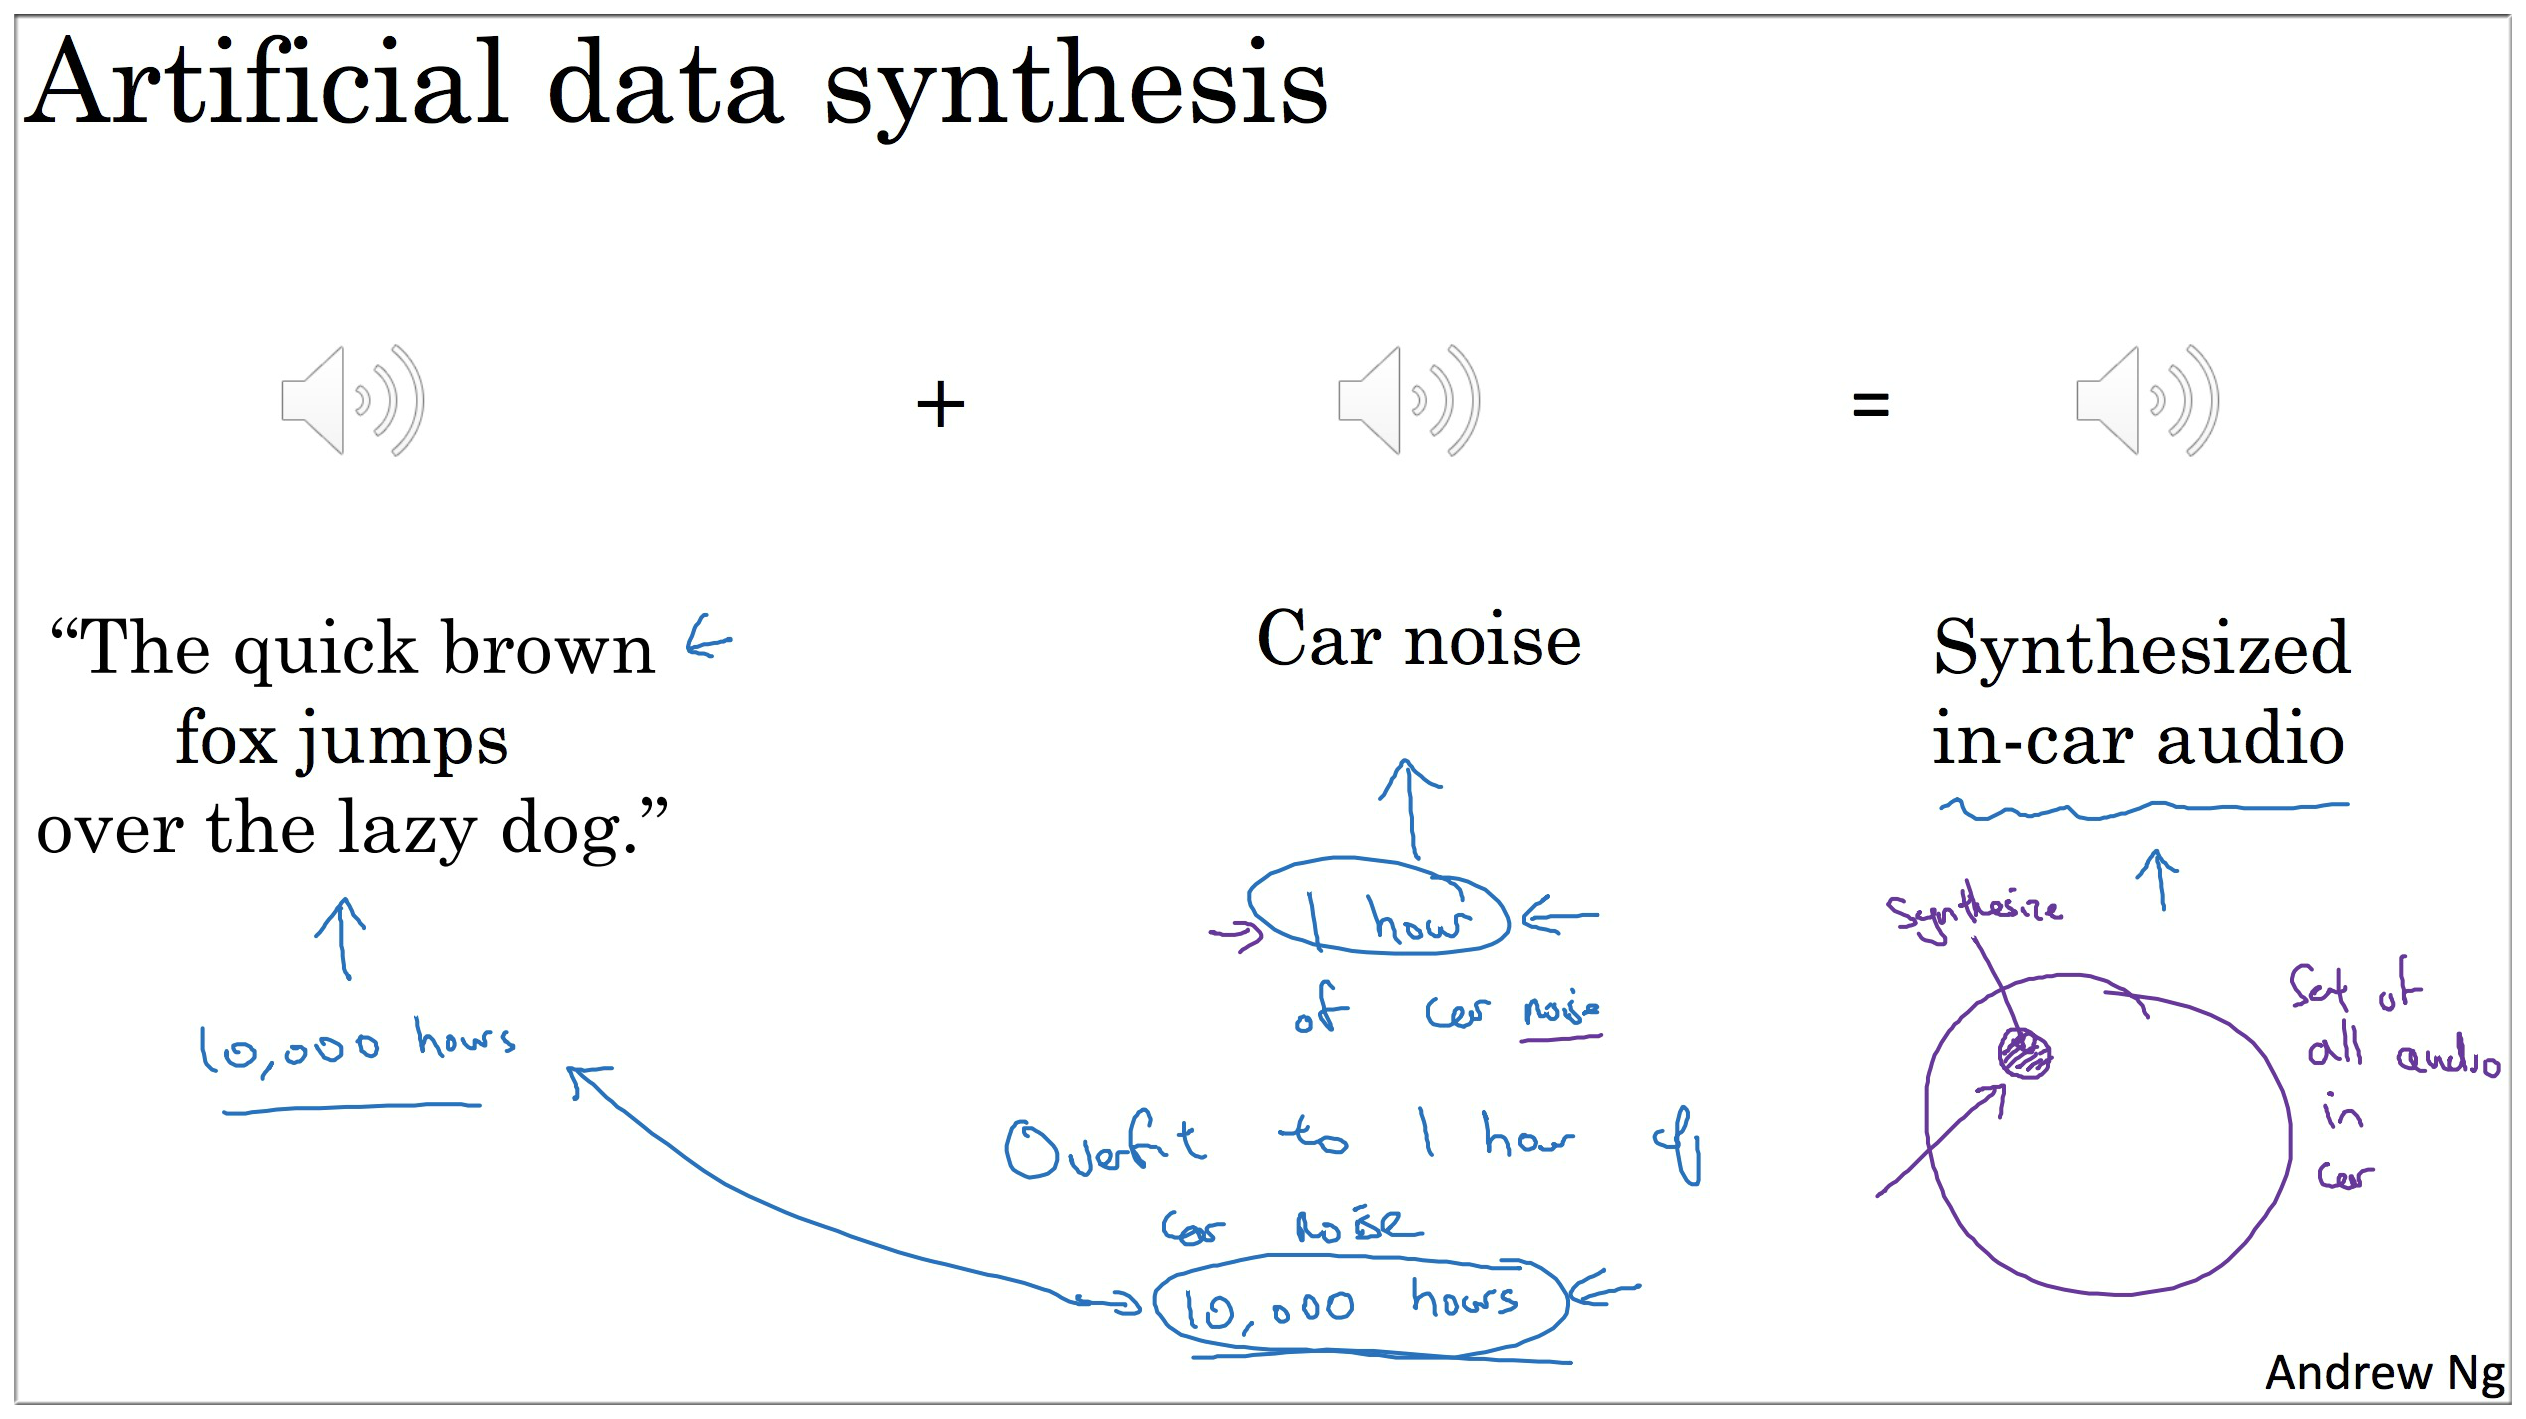 Artificial data synthesis
+
=
“The quick brown
fox jumps
over the lazy dog.”
10,000 hours
Car noise
1 hour
of car noise
Overfit to 1 hour of
car noise
10,000 hours
Synthesized
in-car audio
Synthesize
Set of
all audio
in
car
Andrew Ng